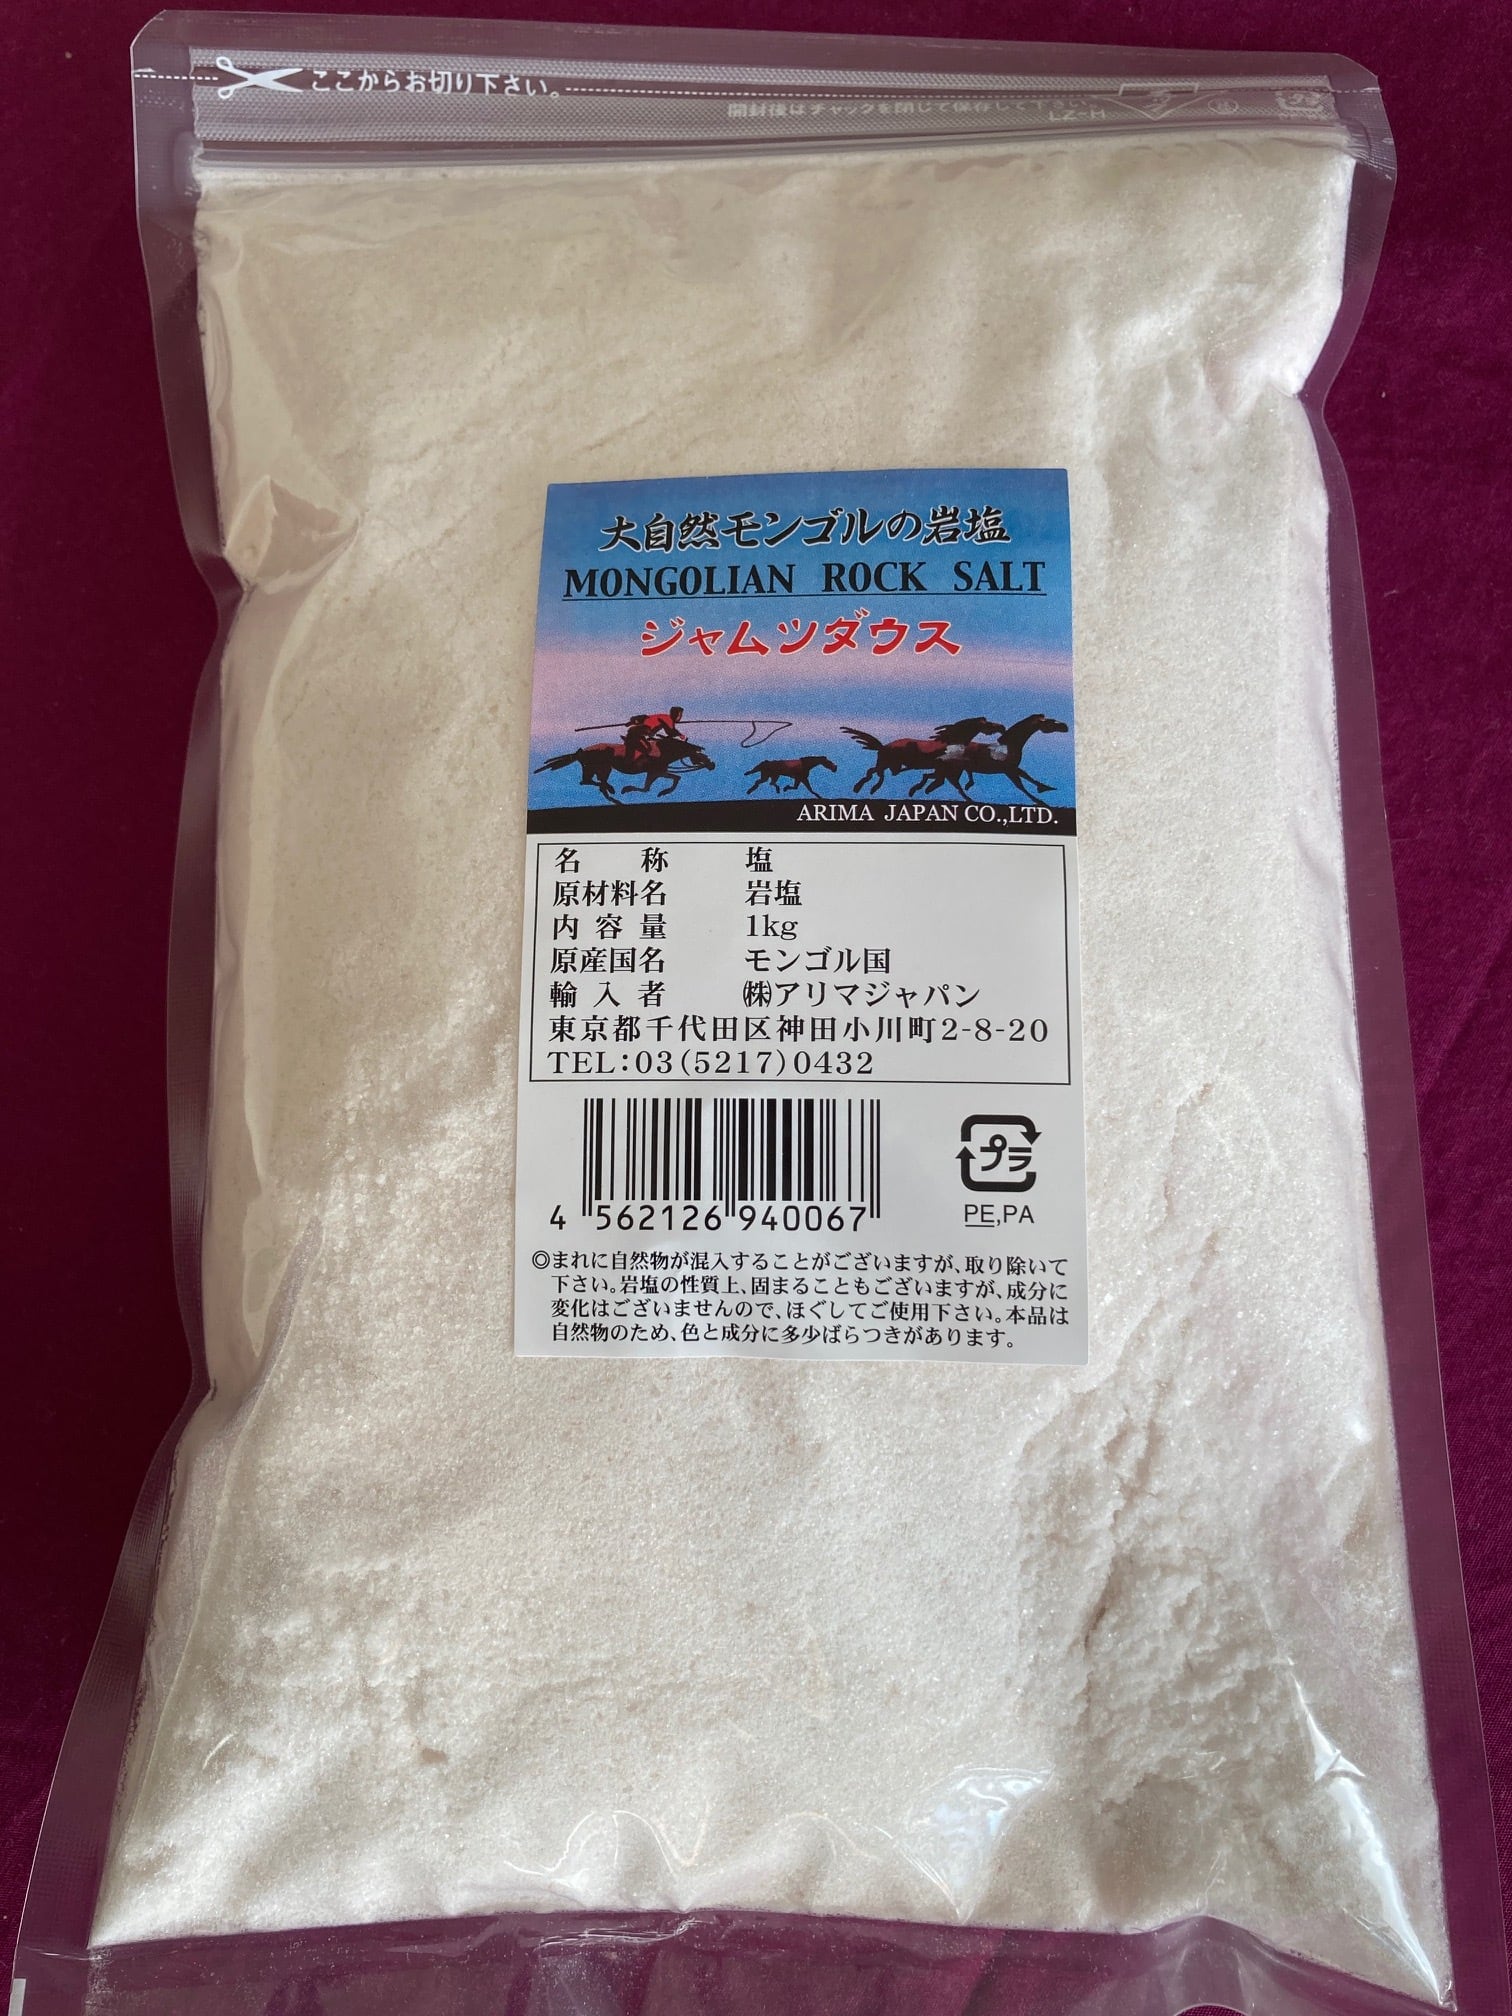 ここからお切り下さい。
開封後はチャックを閉じて
LZ-H
大自然モンゴルの岩塩
MONGOLIAN ROCK SALT
ジャムツダウス
ARIMA JAPAN CO.,LTD.
名称 塩
原材料名 岩塩
内容量 1kg
原産国名 モンゴル国
輸入者 ㈱アリマジャパン
東京都千代田区神田小川町2-8-20
TEL:03(5217)0432
4 562126 940067
プラ
PE,PA
◎まれに自然物が混入することがございますが、取り除いて
下さい。岩塩の性質上、固まることもございますが、成分に
変化はございませんので、ほぐしてご使用下さい。本品は
自然物のため、色と成分に多少ばらつきがあります。